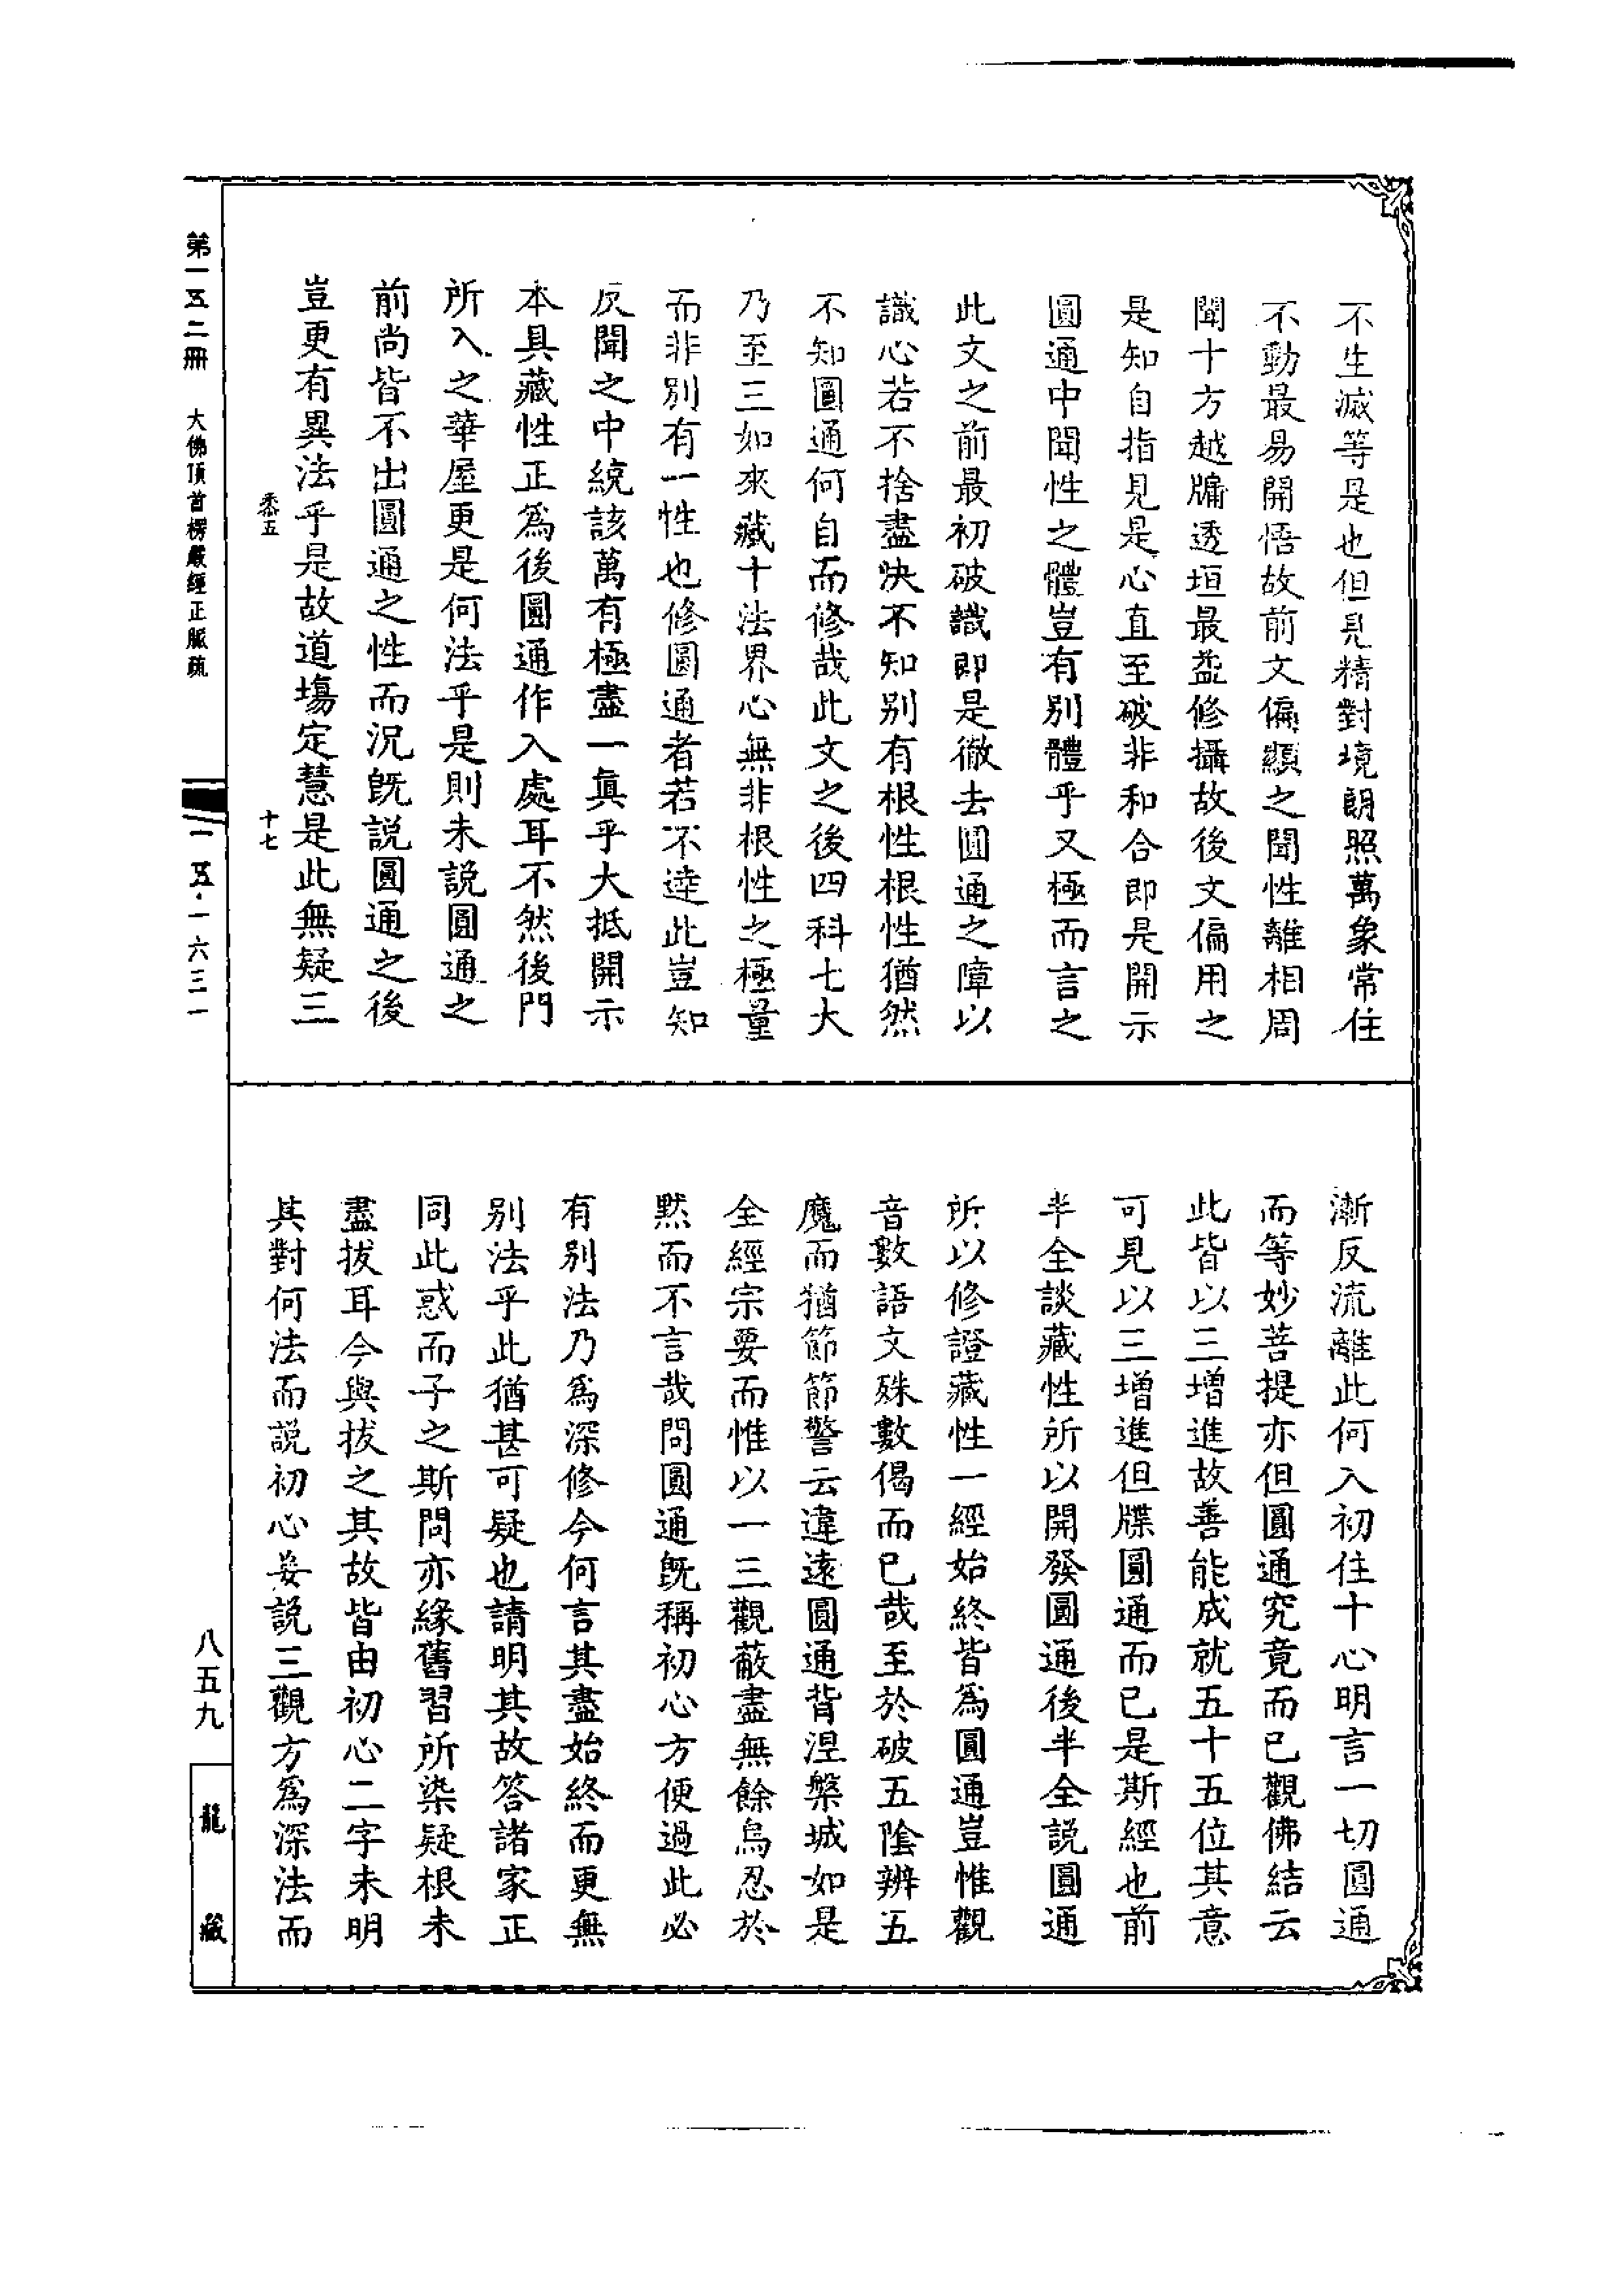 不生滅等是也但見精對境朗照萬象常住
不動最易開悟故前文偏顯之聞性離相周
聞十方越牖透垣最益修攝故後文偏用之
是知自指見是心直至破非和合即是開示
圓通中聞性之體豈有別體乎又極而言之
此文之前最初破識即是徹去圓通之障以
識心若不捨盡決不知別有根性根性猶然
不知圓通何自而修哉此文之後四科七大
乃至三如來藏十法界心無非根性之極量
而非別有一性也修圓通者若不達此豈知
反聞之中統該萬有極盡一真乎大抵開示
本具藏性正為後圓通作入處耳不然後門
所入之華屋更是何法乎是則未說圓通之
前尚皆不出圓通之性而況既說圓通之後
豈更有異法乎是故道場定慧是此無疑三
漸反流離此何入初住十心明言一切圓通
而等妙菩提亦但圓通究竟而已觀佛結云
此皆以三增進故善能成就五十五位其意
可見以三增進但牒圓通而已是斯經也前
半全談藏性所以開發圓通後半全說圓通
所以修證藏性一經始終皆為圓通豈惟觀
音數語文殊數偈而已哉至於破五陰辨五
魔而猶節節警云違遠圓通背涅槃城如是
全經宗要而惟以一三觀蔽盡無餘烏忍於
黙而不言哉問圓通既稱初心方便過此必
有別法乃為深修今何言其盡始終而更無
別法乎此猶甚可疑也請明其故答諸家正
同此惑而子之斯問亦緣舊習所染疑根未
盡拔耳今與拔之其故皆由初心二字未明
其對何法而說初心妄說三觀方為深法而
叅五
十七
第一五二冊 大佛頂首楞嚴經正脈疏
一五·一六三一
八五九
龍藏